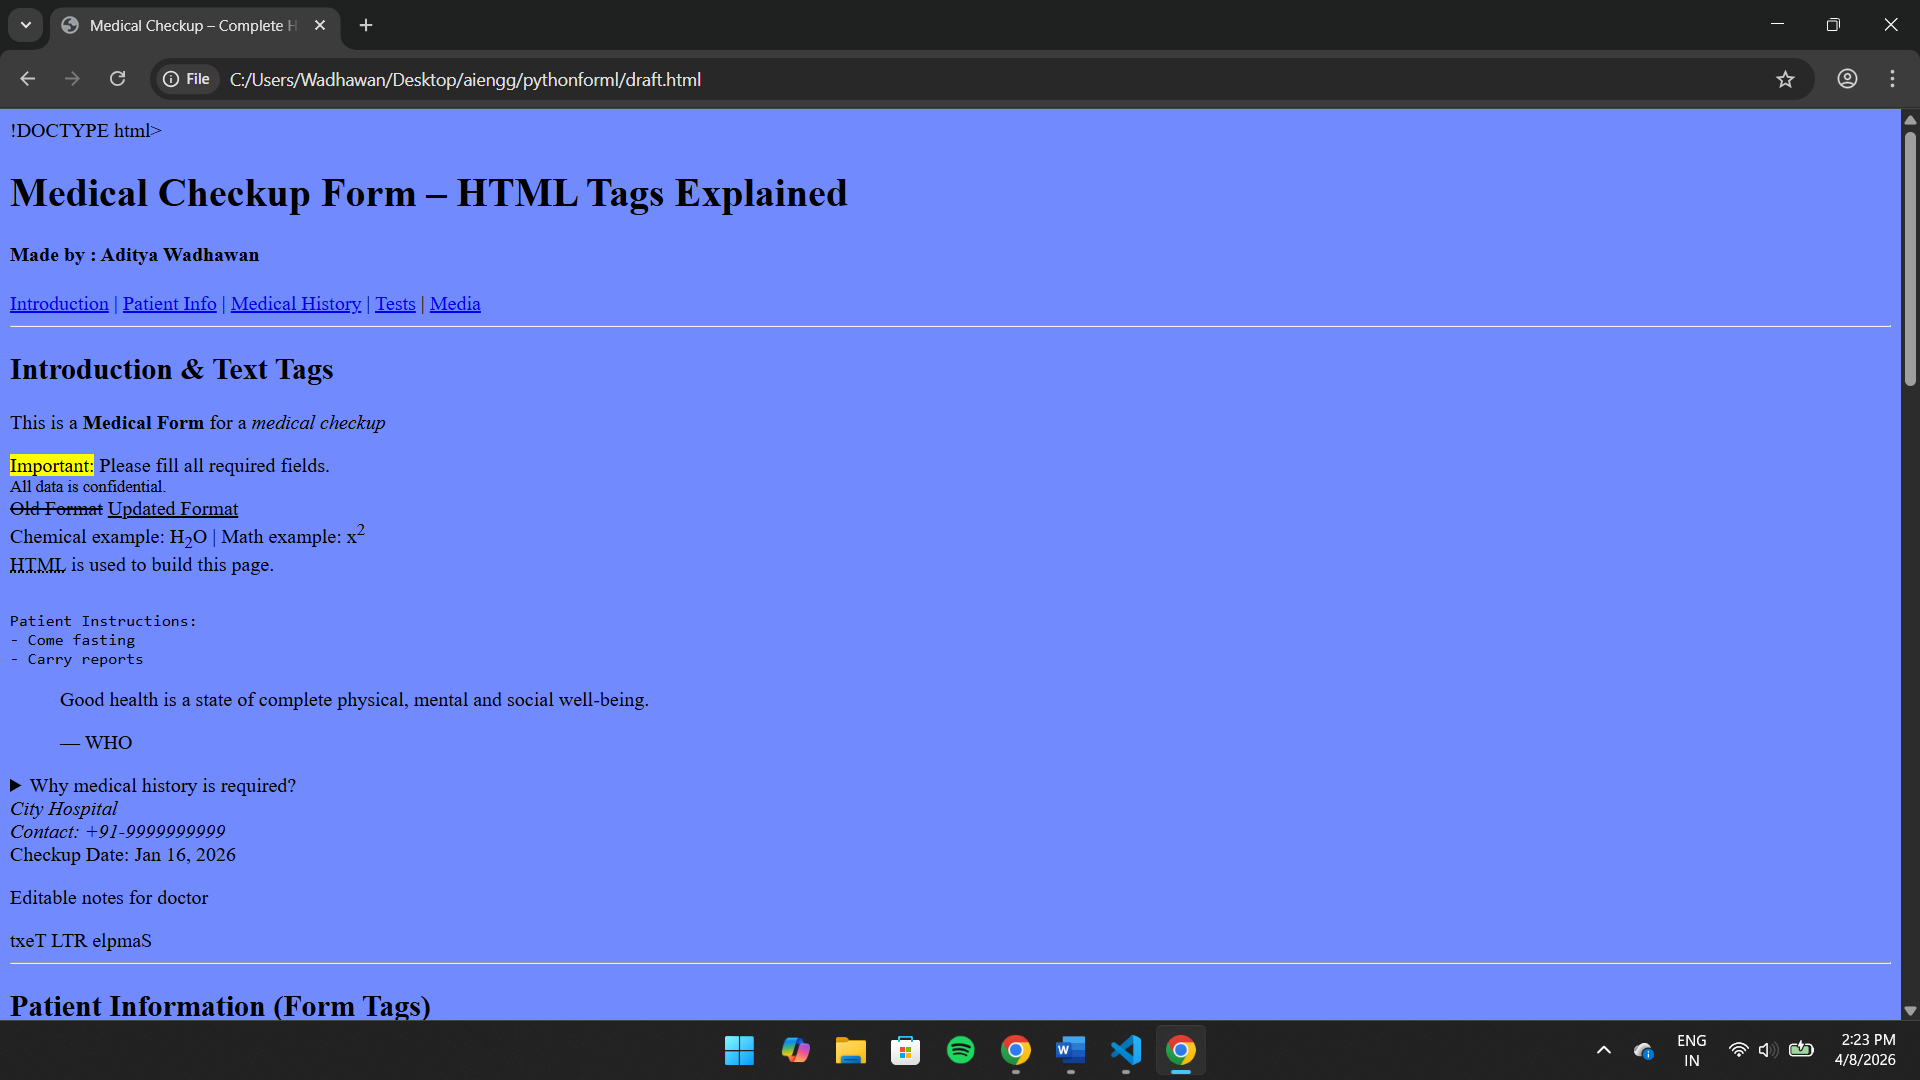 Medical Checkup – Complete H
File
C:/Users/Wadhawan/Desktop/aiengg/pythonforml/draft.html
!DOCTYPE html>
Medical Checkup Form – HTML Tags Explained
Made by : Aditya Wadhawan
Introduction | Patient Info | Medical History | Tests | Media
Introduction & Text Tags
This is a Medical Form for a medical checkup
Important: Please fill all required fields.
All data is confidential.
Old Format Updated Format
Chemical example: H₂O | Math example: x²
HTML is used to build this page.
Patient Instructions:
- Come fasting
- Carry reports
Good health is a state of complete physical, mental and social well-being.
— WHO
Why medical history is required?
City Hospital
Contact: +91-9999999999
Checkup Date: Jan 16, 2026
Editable notes for doctor
txeT LTR elpmaS
Patient Information (Form Tags)
ENG
IN
2:23 PM
4/8/2026